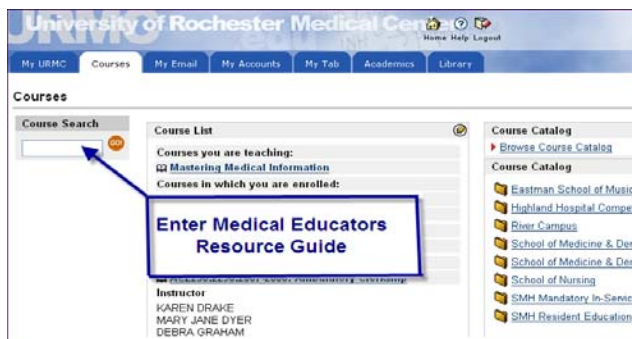 University of Rochester Medical Center
Home Help Logout
My URMC Courses My Email My Accounts My Tab Academics Library
Courses
Course Search
GO!
Course List
Courses you are teaching:
Mastering Medical Information
Courses in which you are enrolled:
Enter Medical Educators
Resource Guide
Instructor
KAREN DRAKE
MARY JANE DYER
DEBRA GRAHAM
Course Catalog
Browse Course Catalog
Course Catalog
Eastman School of Music
Highland Hospital Compe
River Campus
School of Medicine & Den
School of Medicine & Den
School of Nursing
SMH Mandatory In-Servic
SMH Resident Education